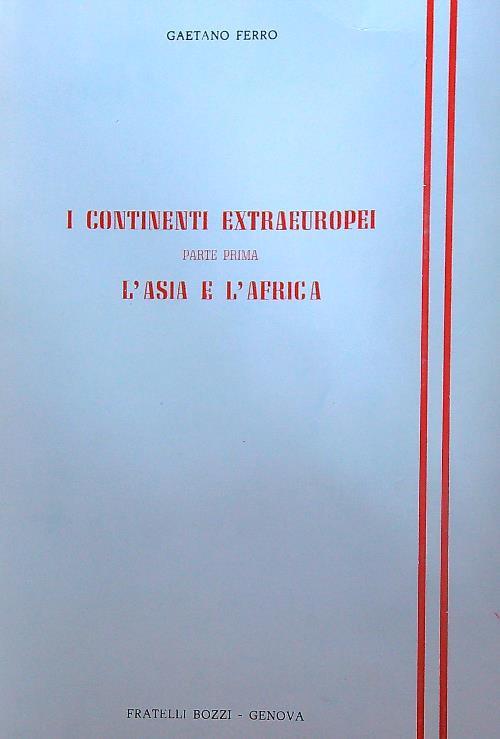 GAETANO FERRO
I CONTINENTI EXTRAEUROPEI
PARTE PRIMA
L'ASIA E L'AFRICA
FRATELLI BOZZI - GENOVA